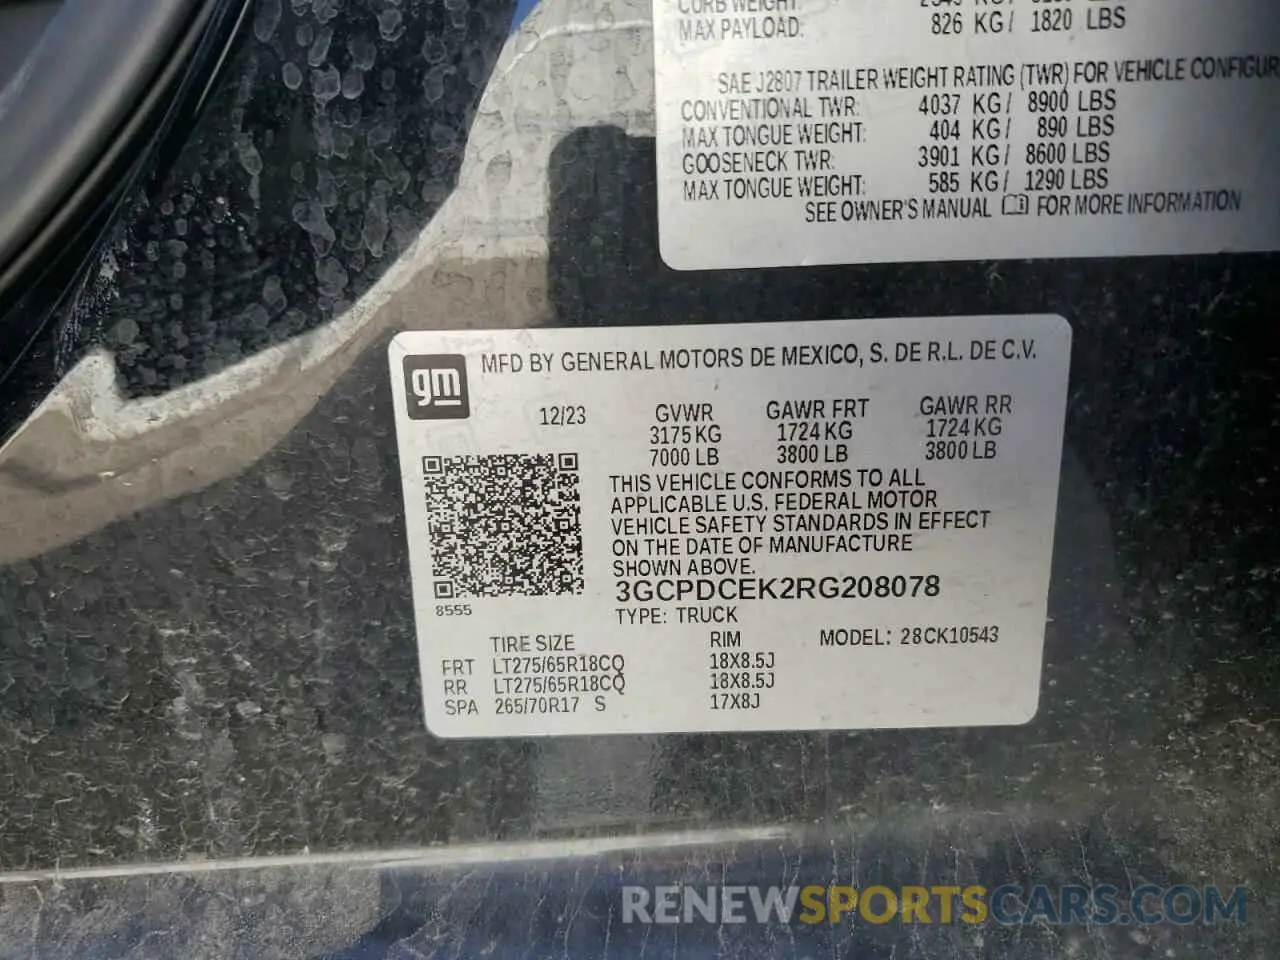 CURB WEIGHT:
MAX PAYLOAD: 826 KG/ 1820 LBS
SAE J2807 TRAILER WEIGHT RATING (TWR) FOR VEHICLE
CONVENTIONAL TWR: 4037 KG/ 8900 LBS
MAX TONGUE WEIGHT: 404 KG/ 890 LBS
GOOSENECK TWR: 3901 KG/ 8600 LBS
MAX TONGUE WEIGHT: 585 KG/ 1290 LBS
SEE OWNER'S MANUAL FOR MORE INFORMATION
gm
MFD BY GENERAL MOTORS DE MEXICO, S. DE R.L. DE C.V.
12/23 GVWR GAWR FRT GAWR RR
3175 KG 1724 KG 1724 KG
7000 LB 3800 LB 3800 LB
THIS VEHICLE CONFORMS TO ALL
APPLICABLE U.S. FEDERAL MOTOR
VEHICLE SAFETY STANDARDS IN EFFECT
ON THE DATE OF MANUFACTURE
SHOWN ABOVE.
3GCPDCEK2RG208078
8555
TYPE: TRUCK
TIRE SIZE RIM MODEL: 28CK10543
FRT LT275/65R18CQ 18X8.5J
RR LT275/65R18CQ 18X8.5J
SPA 265/70R17 S 17X8J
RENEWSPORTSCARS.COM